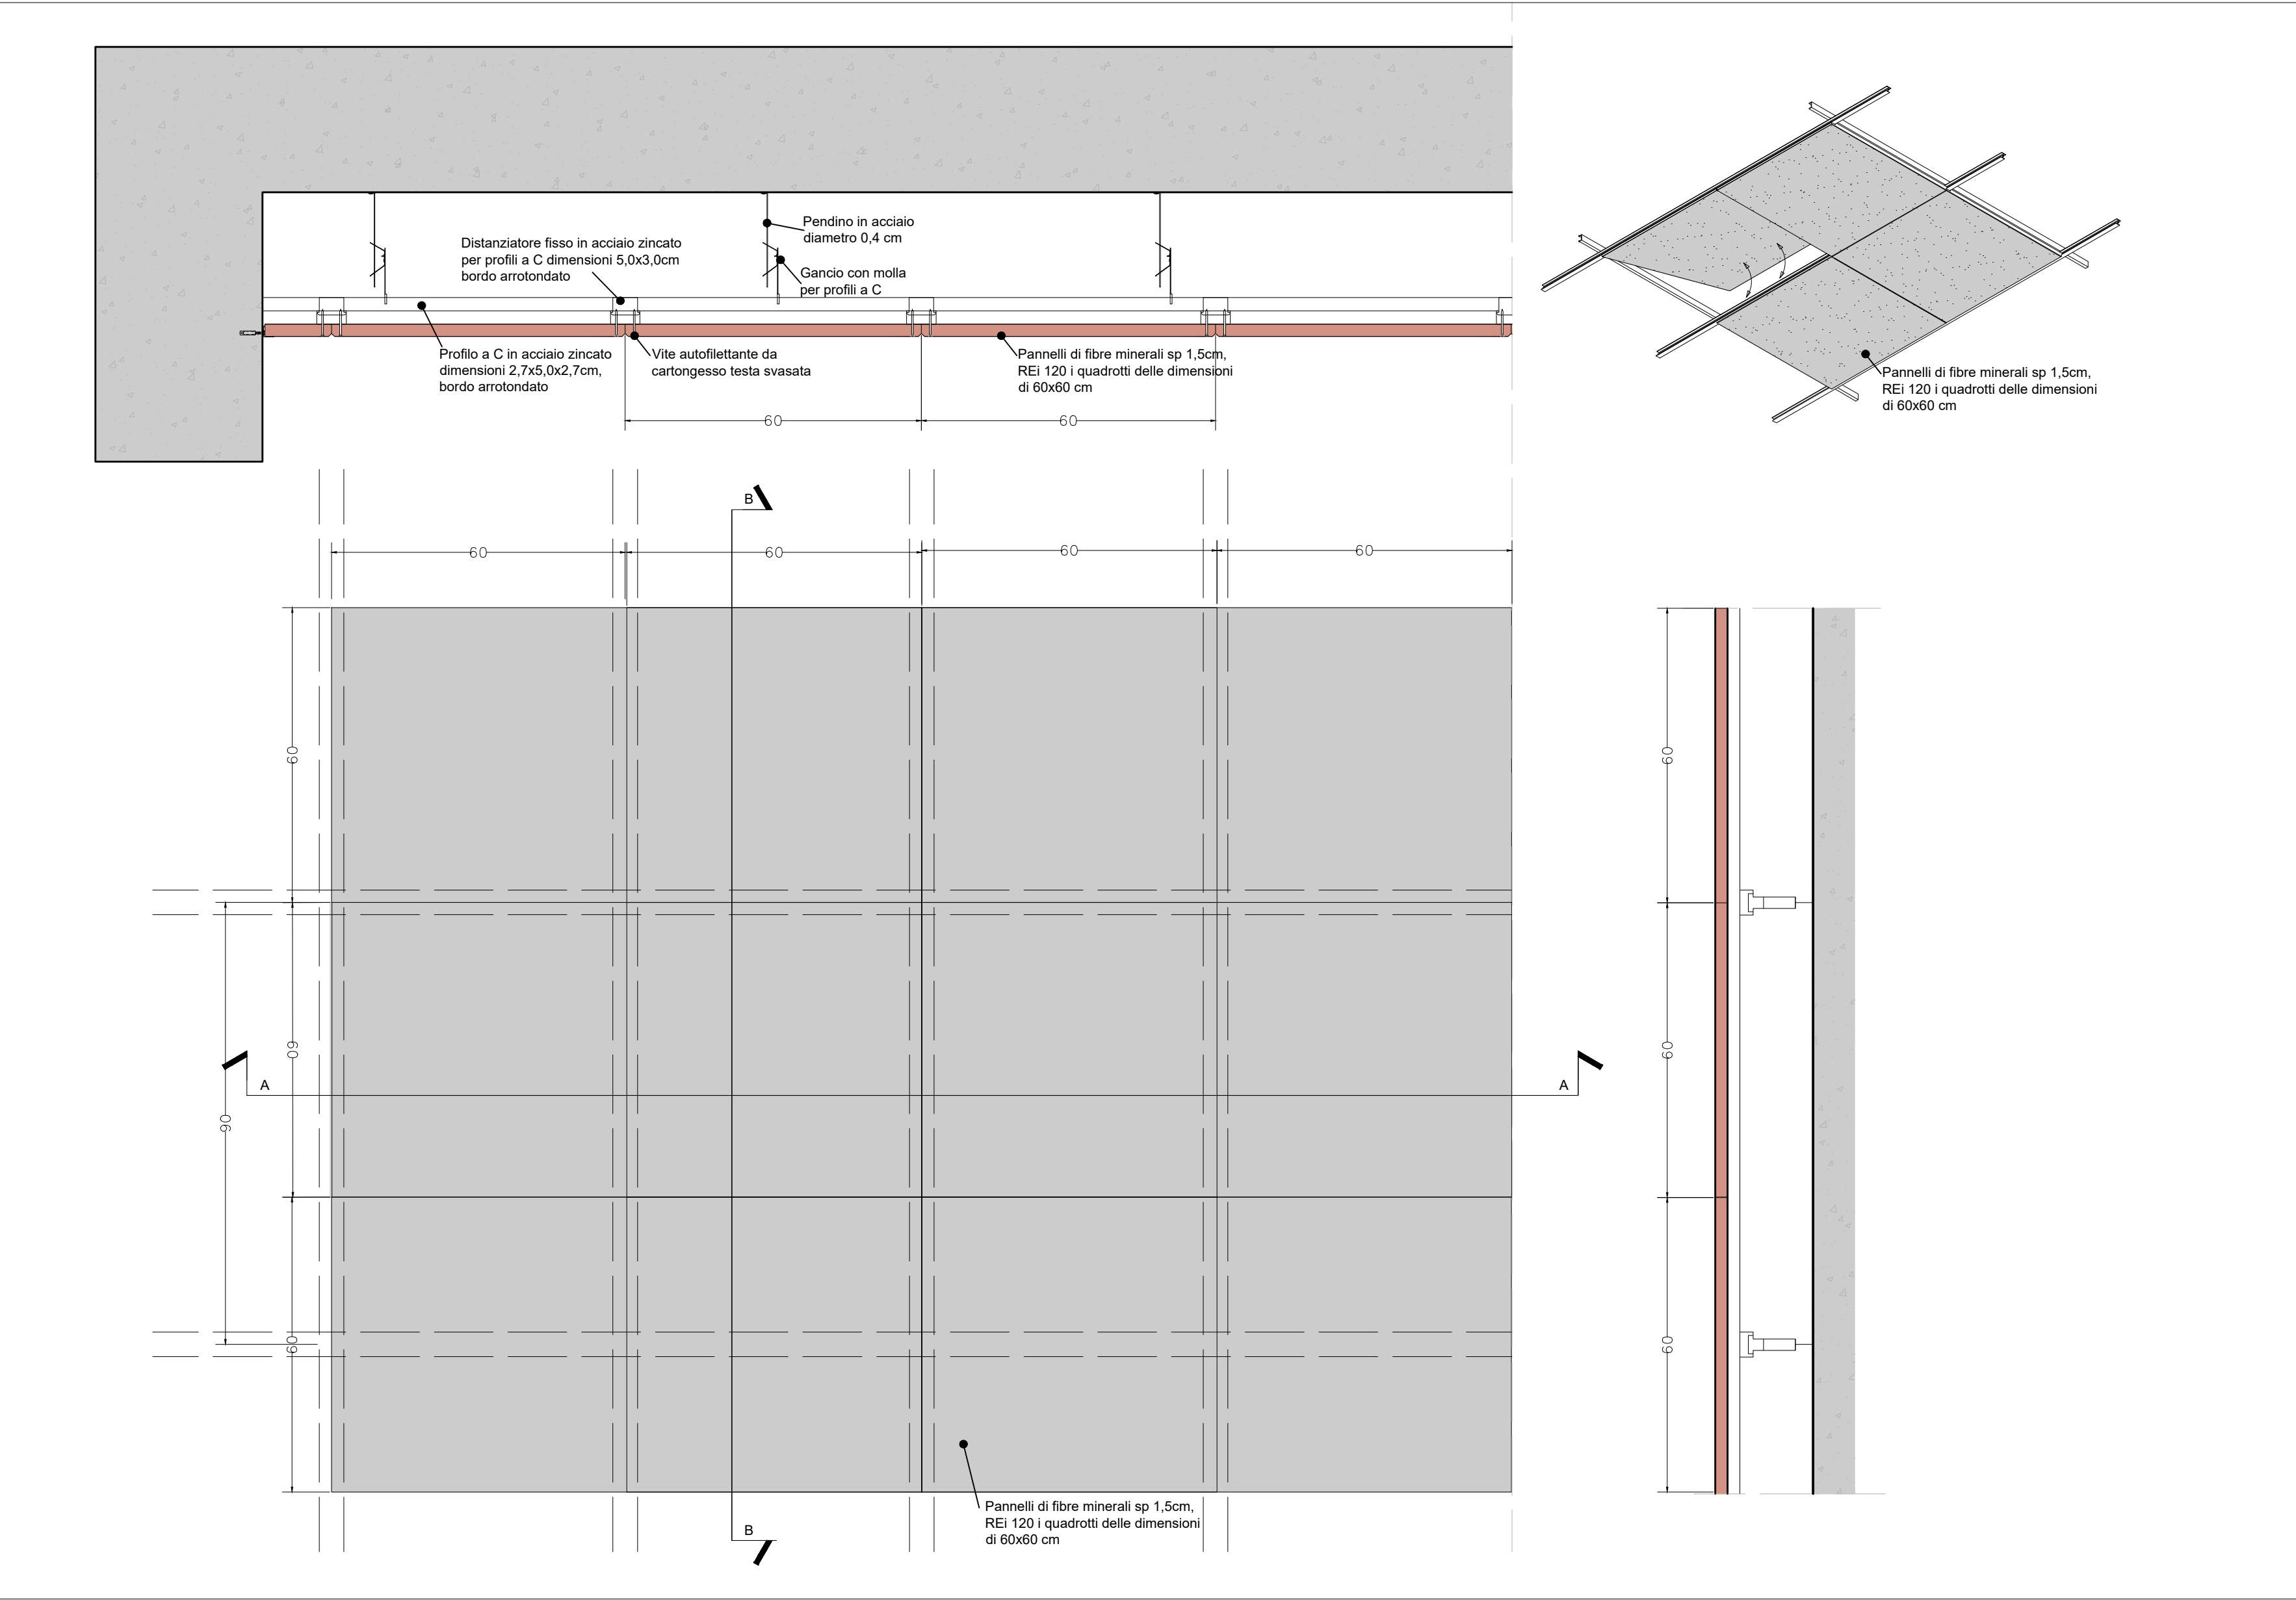 Pendino in acciaio
diametro 0,4 cm
Distanziatore fisso in acciaio zincato
per profili a C dimensioni 5,0x3,0cm
bordo arrotondato
Gancio con molla
per profili a C
Profilo a C in acciaio zincato
dimensioni 2,7x5,0x2,7cm,
bordo arrotondato
Vite autofilettante da
cartongesso testa svasata
Pannelli di fibre minerali sp 1,5cm,
REi 120 i quadrotti delle dimensioni
di 60x60 cm
60
60
Pannelli di fibre minerali sp 1,5cm,
REi 120 i quadrotti delle dimensioni
di 60x60 cm
B
60
60
60
60
60
60
60
90
A
A
60
60
60
Pannelli di fibre minerali sp 1,5cm,
REi 120 i quadrotti delle dimensioni
di 60x60 cm
B